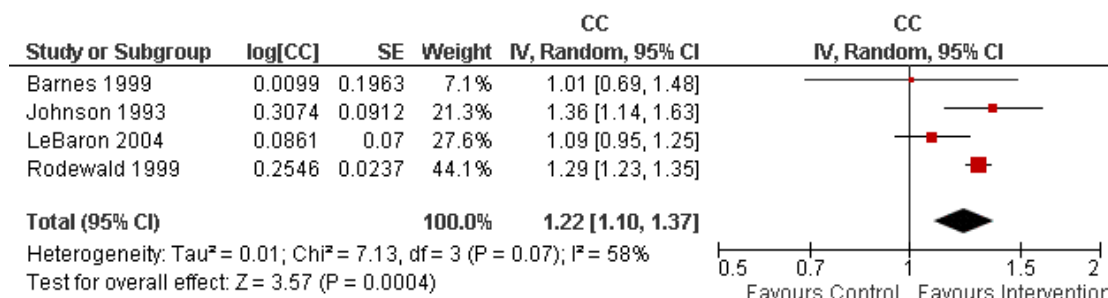 CC CC
Study or Subgroup log[CC] SE Weight IV, Random, 95% CI IV, Random, 95% CI
Barnes 1999 0.0099 0.1963 7.1% 1.01 [0.69, 1.48]
Johnson 1993 0.3074 0.0912 21.3% 1.36 [1.14, 1.63]
LeBaron 2004 0.0861 0.07 27.6% 1.09 [0.95, 1.25]
Rodewald 1999 0.2546 0.0237 44.1% 1.29 [1.23, 1.35]
Total (95% CI) 100.0% 1.22 [1.10, 1.37]
Heterogeneity: Tau² = 0.01; Chi² = 7.13, df = 3 (P = 0.07); I² = 58%
Test for overall effect: Z = 3.57 (P = 0.0004)
0.5 0.7 1 1.5 2
Favours Control Favours Intervention